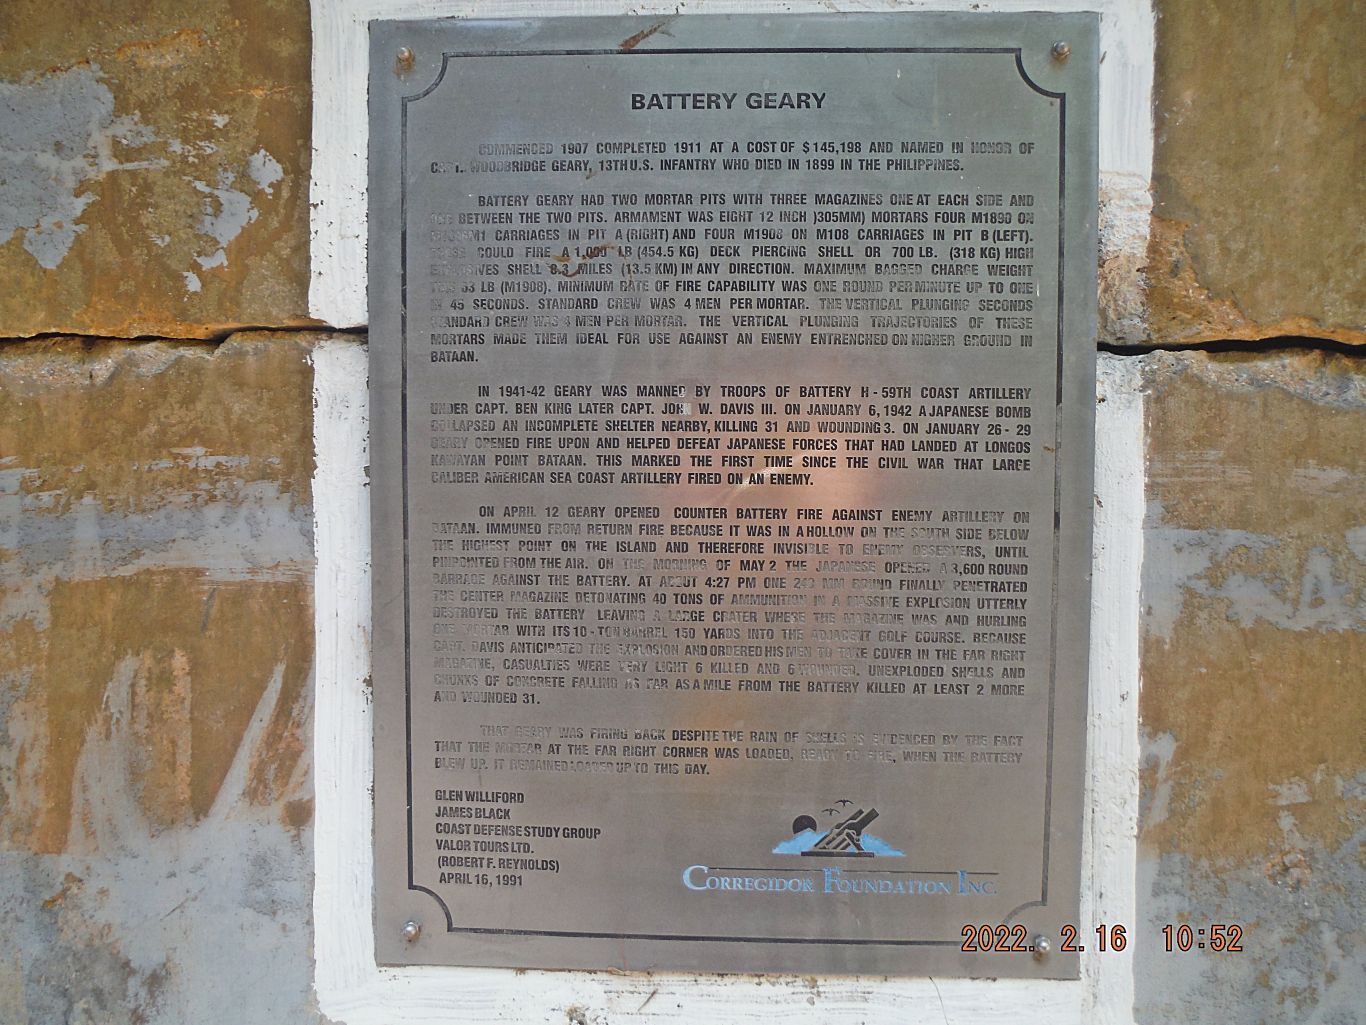 BATTERY GEARY
COMMENCED 1907 COMPLETED 1911 AT A COST OF $ 145,198 AND NAMED IN HONOR OF
CAPT. WOODBRIDGE GEARY, 13TH U.S. INFANTRY WHO DIED IN 1899 IN THE PHILIPPINES.
BATTERY GEARY HAD TWO MORTAR PITS WITH THREE MAGAZINES ONE AT EACH SIDE AND
ONE BETWEEN THE TWO PITS. ARMAMENT WAS EIGHT 12 INCH )305MM) MORTARS FOUR M1890 ON
CARRIAGES IN PIT A (RIGHT) AND FOUR M1908 ON M108 CARRIAGES IN PIT B (LEFT).
THESE COULD FIRE A 1,000 LB (454.5 KG) DECK PIERCING SHELL OR 700 LB. (318 KG) HIGH
EXPLOSIVES SHELL 8.3 MILES (13.5 KM) IN ANY DIRECTION. MAXIMUM BAGGED CHARGE WEIGHT
63 LB (M1908). MINIMUM RATE OF FIRE CAPABILITY WAS ONE ROUND PER MINUTE UP TO ONE
IN 45 SECONDS. STANDARD CREW WAS 4 MEN PER MORTAR. THE VERTICAL PLUNGING SECONDS
STANDARD CREW WAS 4 MEN PER MORTAR. THE VERTICAL PLUNGING TRAJECTORIES OF THESE
MORTARS MADE THEM IDEAL FOR USE AGAINST AN ENEMY ENTRENCHED ON HIGHER GROUND IN
BATAAN.
IN 1941-42 GEARY WAS MANNED BY TROOPS OF BATTERY H - 59TH COAST ARTILLERY
UNDER CAPT. BEN KING LATER CAPT. JOHN W. DAVIS III. ON JANUARY 6, 1942 A JAPANESE BOMB
COLLAPSED AN INCOMPLETE SHELTER NEARBY, KILLING 31 AND WOUNDING 3. ON JANUARY 26 - 29
GEARY OPENED FIRE UPON AND HELPED DEFEAT JAPANESE FORCES THAT HAD LANDED AT LONGOS
KAWAYAN POINT BATAAN. THIS MARKED THE FIRST TIME SINCE THE CIVIL WAR THAT LARGE
CALIBER AMERICAN SEA COAST ARTILLERY FIRED ON AN ENEMY.
ON APRIL 12 GEARY OPENED COUNTER BATTERY FIRE AGAINST ENEMY ARTILLERY ON
BATAAN. IMMUNED FROM RETURN FIRE BECAUSE IT WAS IN A HOLLOW ON THE SOUTH SIDE BELOW
THE HIGHEST POINT ON THE ISLAND AND THEREFORE INVISIBLE TO ENEMY OBSERVERS, UNTIL
PINPOINTED FROM THE AIR. ON THE MORNING OF MAY 2 THE JAPANESE OPENED A 3,600 ROUND
BARRAGE AGAINST THE BATTERY. AT ABOUT 4:27 PM ONE 240 MM ROUND FINALLY PENETRATED
THE CENTER MAGAZINE DETONATING 40 TONS OF AMMUNITION IN A MASSIVE EXPLOSION UTTERLY
DESTROYED THE BATTERY LEAVING A LARGE CRATER WHERE THE MAGAZINE WAS AND HURLING
ONE MORTAR WITH ITS 10 - TON BARREL 150 YARDS INTO THE ADJACENT GOLF COURSE. BECAUSE
CAPT. DAVIS ANTICIPATED THE EXPLOSION AND ORDERED HIS MEN TO TAKE COVER IN THE FAR RIGHT
MAGAZINE, CASUALTIES WERE VERY LIGHT 6 KILLED AND 6 WOUNDED. UNEXPLODED SHELLS AND
CHUNKS OF CONCRETE FALLING AS FAR AS A MILE FROM THE BATTERY KILLED AT LEAST 2 MORE
AND WOUNDED 31.
THAT GEARY WAS FIRING BACK DESPITE THE RAIN OF SHELLS IS EVIDENCED BY THE FACT
THAT THE MORTAR AT THE FAR RIGHT CORNER WAS LOADED, READY TO FIRE, WHEN THE BATTERY
BLEW UP. IT REMAINED LOADED UP TO THIS DAY.
GLEN WILLIFORD
JAMES BLACK
COAST DEFENSE STUDY GROUP
VALOR TOURS LTD.
(ROBERT F. REYNOLDS)
APRIL 16, 1991
CORREGIDOR FOUNDATION INC.
2022. 2.16 10:52